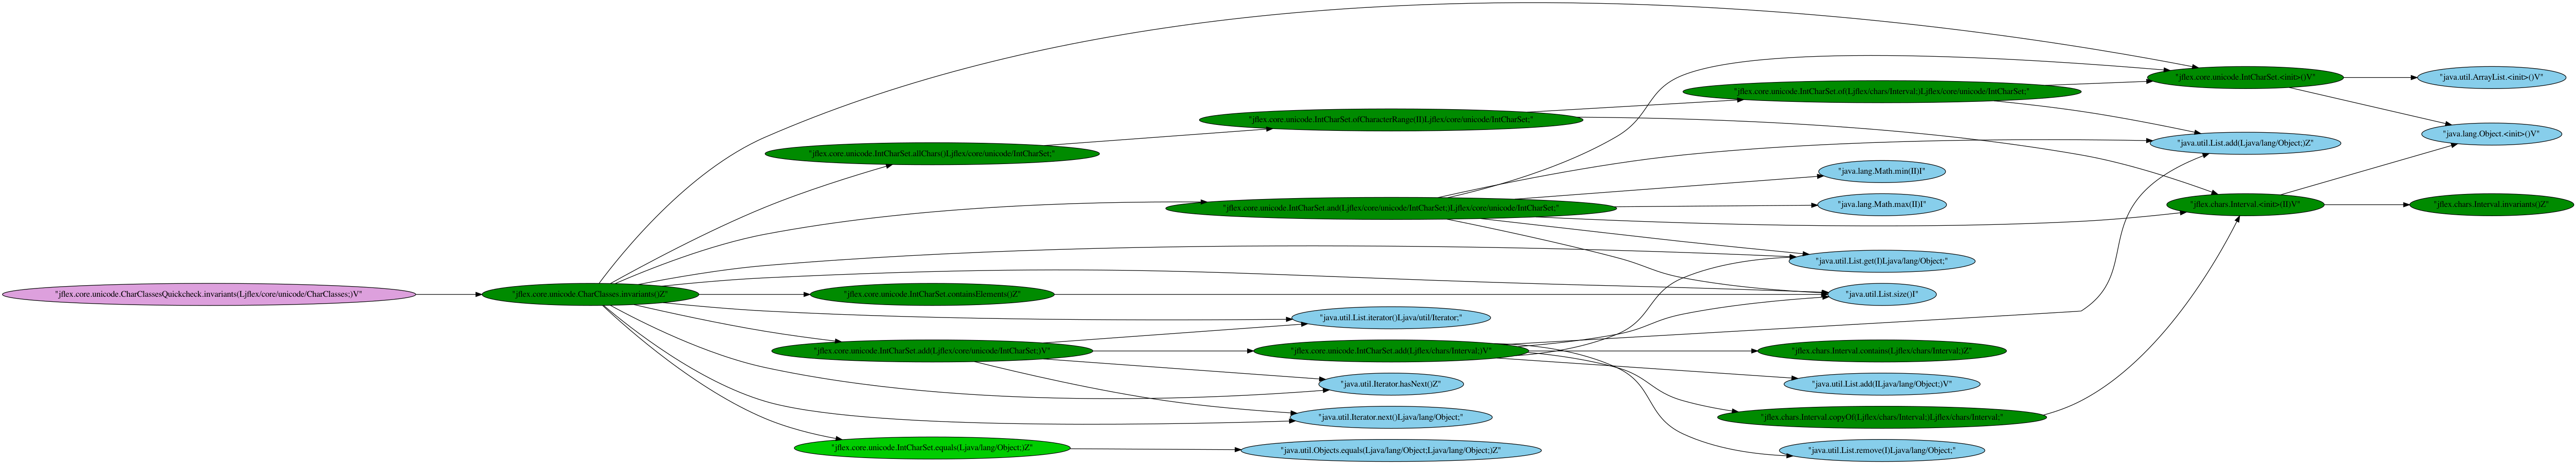 "jflex.core.unicode.CharClassesQuickcheck.invariants(Ljflex/core/unicode/CharClasses;)V"
"jflex.core.unicode.CharClasses.invariants()Z"
"jflex.core.unicode.IntCharSet.allChars()Ljflex/core/unicode/IntCharSet;"
"jflex.core.unicode.IntCharSet.containsElements()Z"
"jflex.core.unicode.IntCharSet.add(Ljflex/core/unicode/IntCharSet;)V"
"jflex.core.unicode.IntCharSet.equals(Ljava/lang/Object;)Z"
"jflex.core.unicode.IntCharSet.ofCharacterRange(II)Ljflex/core/unicode/IntCharSet;"
"jflex.core.unicode.IntCharSet.and(Ljflex/core/unicode/IntCharSet;)Ljflex/core/unicode/IntCharSet;"
"java.util.List.iterator()Ljava/util/Iterator;"
"jflex.core.unicode.IntCharSet.add(Ljflex/chars/Interval;)V"
"java.util.Iterator.hasNext()Z"
"java.util.Iterator.next()Ljava/lang/Object;"
"java.util.Objects.equals(Ljava/lang/Object;Ljava/lang/Object;)Z"
"jflex.core.unicode.IntCharSet.of(Ljflex/chars/Interval;)Ljflex/core/unicode/IntCharSet;"
"java.lang.Math.min(II)I"
"java.lang.Math.max(II)I"
"java.util.List.get(I)Ljava/lang/Object;"
"java.util.List.size()I"
"jflex.chars.Interval.contains(Ljflex/chars/Interval;)Z"
"java.util.List.add(ILjava/lang/Object;)V"
"jflex.chars.Interval.copyOf(Ljflex/chars/Interval;)Ljflex/chars/Interval;"
"java.util.List.remove(I)Ljava/lang/Object;"
"jflex.core.unicode.IntCharSet.<init>()V"
"java.util.List.add(Ljava/lang/Object;)Z"
"jflex.chars.Interval.<init>(II)V"
"java.util.ArrayList.<init>()V"
"java.lang.Object.<init>()V"
"jflex.chars.Interval.invariants()Z"